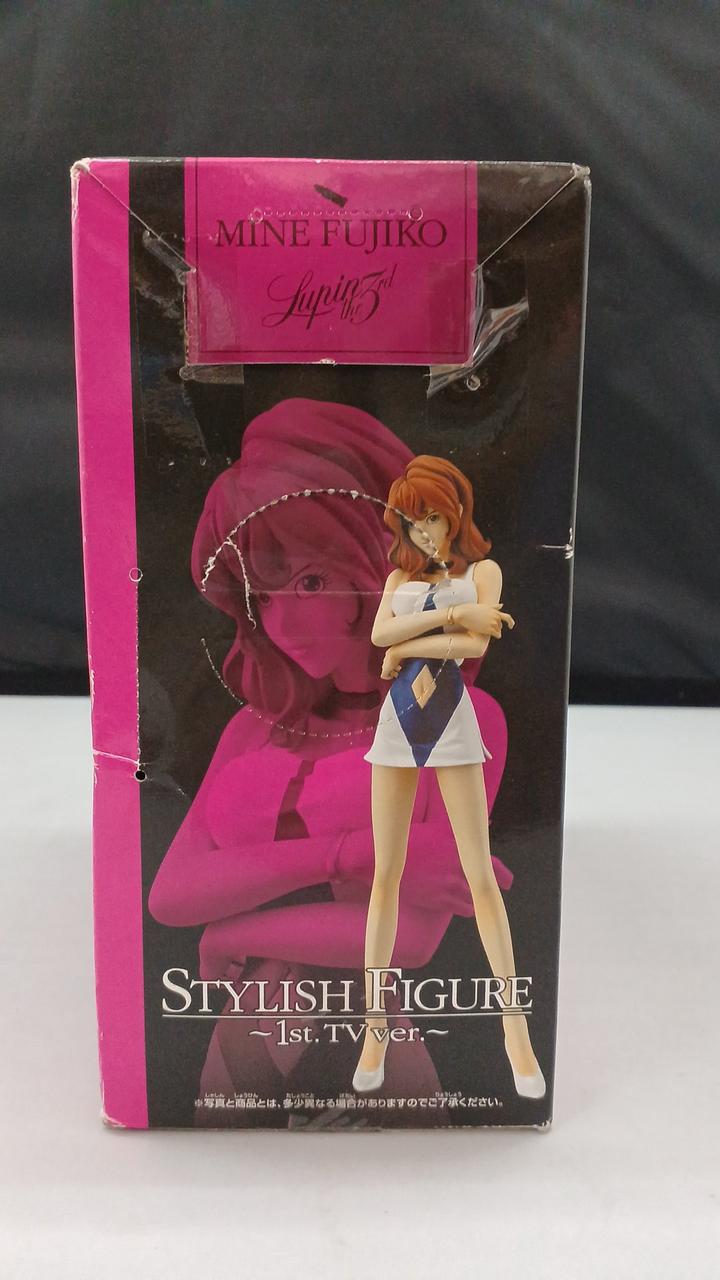 MINE FUJIKO
Lupin
the 3rd
STYLISH FIGURE
~1st. TV ver.~
※写真と商品とは、多少異なる場合がありますのでご了承ください。